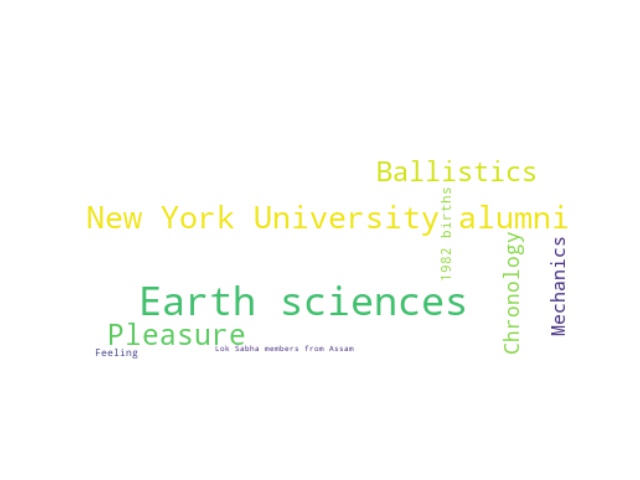 Ballistics
New York University alumni
1982 births
Chronology
Mechanics
Earth sciences
Pleasure
Feeling
Lok Sabha members from Assam